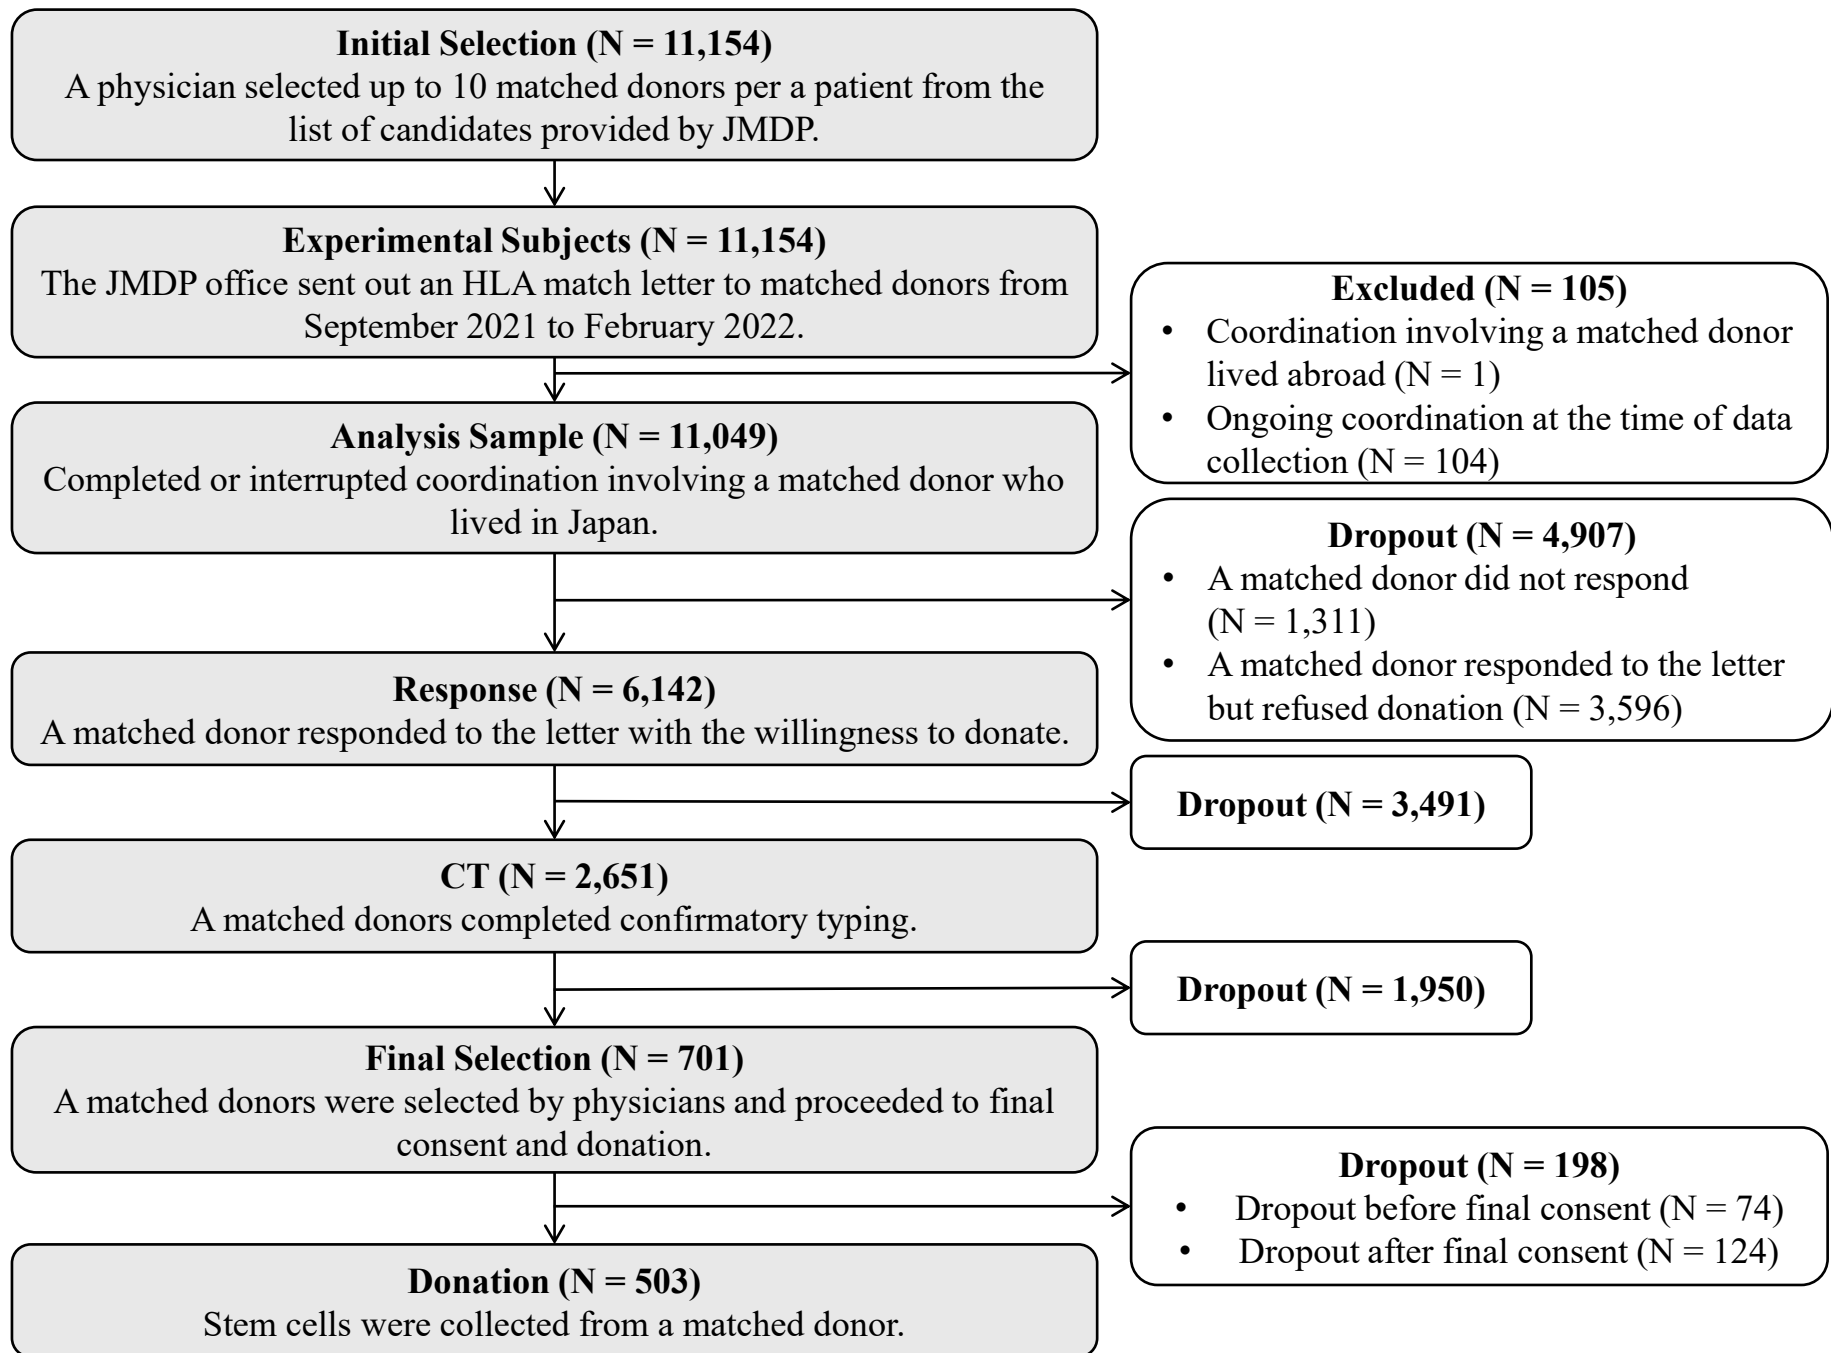 Initial Selection (N = 11,154)
A physician selected up to 10 matched donors per a patient from the
list of candidates provided by JMDP.
Experimental Subjects (N = 11,154)
The JMDP office sent out an HLA match letter to matched donors from
September 2021 to February 2022.
Excluded (N = 105)
• Coordination involving a matched donor
lived abroad (N = 1)
• Ongoing coordination at the time of data
collection (N = 104)
Analysis Sample (N = 11,049)
Completed or interrupted coordination involving a matched donor who
lived in Japan.
Dropout (N = 4,907)
• A matched donor did not respond
(N = 1,311)
• A matched donor responded to the letter
but refused donation (N = 3,596)
Response (N = 6,142)
A matched donor responded to the letter with the willingness to donate.
Dropout (N = 3,491)
CT (N = 2,651)
A matched donors completed confirmatory typing.
Dropout (N = 1,950)
Final Selection (N = 701)
A matched donors were selected by physicians and proceeded to final
consent and donation.
Dropout (N = 198)
• Dropout before final consent (N = 74)
• Dropout after final consent (N = 124)
Donation (N = 503)
Stem cells were collected from a matched donor.